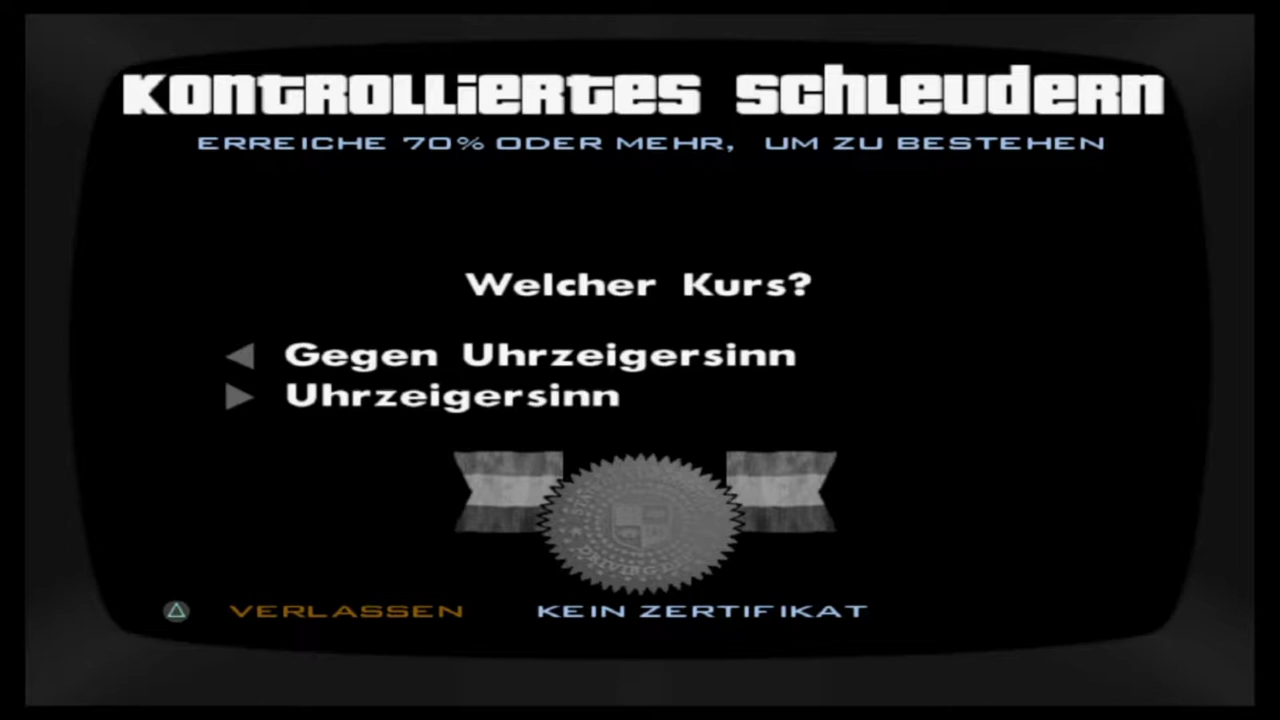 Kontrolliertes Schleudern
ERREICHE 70% ODER MEHR, UM ZU BESTEHEN
Welcher Kurs?
Gegen Uhrzeigersinn
Uhrzeigersinn
VERLASSEN KEIN ZERTIFIKAT